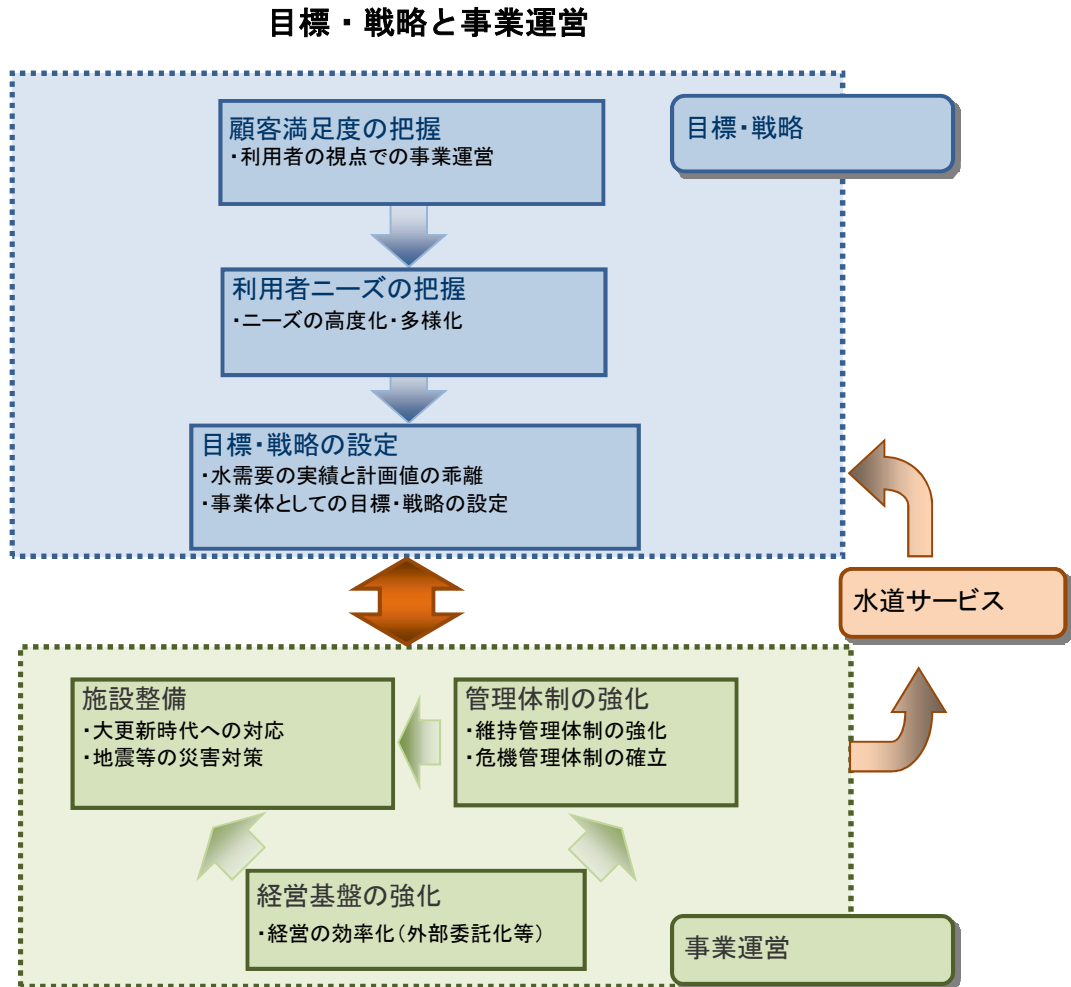 目標・戦略と事業運営
目標・戦略
顧客満足度の把握
・利用者の視点での事業運営
利用者ニーズの把握
・ニーズの高度化・多様化
目標・戦略の設定
・水需要の実績と計画値の乖離
・事業体としての目標・戦略の設定
水道サービス
施設整備
・大更新時代への対応
・地震等の災害対策
管理体制の強化
・維持管理体制の強化
・危機管理体制の確立
経営基盤の強化
・経営の効率化（外部委託化等）
事業運営